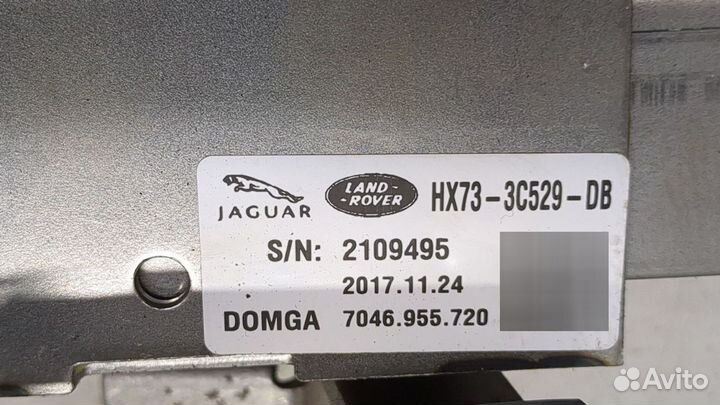 JAGUAR
LAND-
-ROVER
HX73-3C529-DB
S/N: 2109495
2017.11.24
DOMGA 7046.955.720
Avito